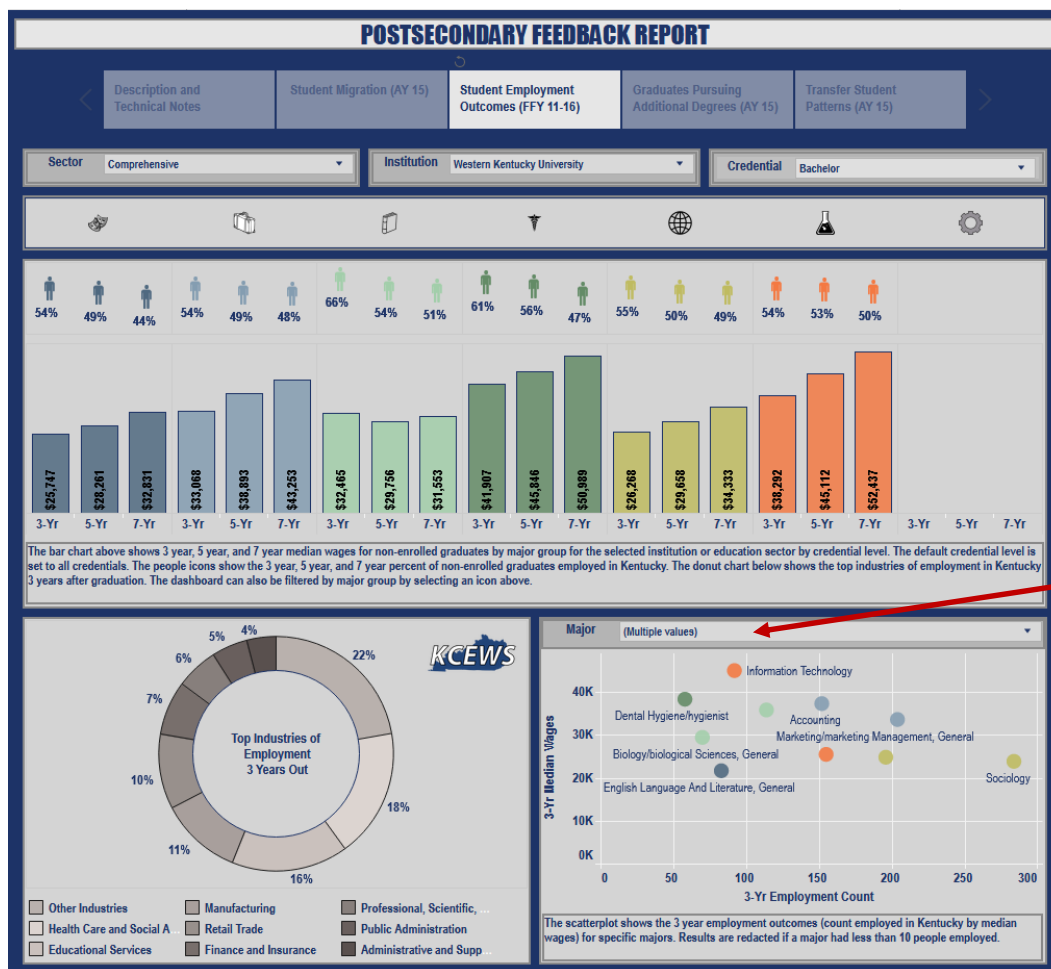 POSTSECONDARY FEEDBACK REPORT
Description and
Technical Notes
Student Migration (AY 15)
Student Employment
Outcomes (FFY 11-16)
Graduates Pursuing
Additional Degrees (AY 15)
Transfer Student
Patterns (AY 15)
Sector Comprehensive
Institution Western Kentucky University
Credential Bachelor
54% 49% 44% 54% 49% 48% 66% 54% 51% 61% 56% 47% 55% 50% 49% 54% 53% 50%
$25,747 $28,261 $32,831 $33,068 $38,893 $43,253 $32,465 $29,756 $31,553 $41,907 $45,846 $50,989 $26,268 $29,658 $34,333 $38,292 $45,112 $52,437
3-Yr 5-Yr 7-Yr 3-Yr 5-Yr 7-Yr 3-Yr 5-Yr 7-Yr 3-Yr 5-Yr 7-Yr 3-Yr 5-Yr 7-Yr 3-Yr 5-Yr 7-Yr 3-Yr 5-Yr 7-Yr
The bar chart above shows 3 year, 5 year, and 7 year median wages for non-enrolled graduates by major group for the selected institution or education sector by credential level. The default credential level is
set to all credentials. The people icons show the 3 year, 5 year, and 7 year percent of non-enrolled graduates employed in Kentucky. The donut chart below shows the top industries of employment in Kentucky
3 years after graduation. The dashboard can also be filtered by major group by selecting an icon above.
KCEWS
22%
18%
16%
11%
10%
7%
6%
5%
4%
Top Industries of
Employment
3 Years Out
Other Industries
Health Care and Social A...
Educational Services
Manufacturing
Retail Trade
Finance and Insurance
Professional, Scientific, ...
Public Administration
Administrative and Supp...
Major (Multiple values)
3-Yr Median Wages
40K
30K
20K
10K
0K
Information Technology
Dental Hygiene/hygienist
Accounting
Marketing/marketing Management, General
Biology/biological Sciences, General
Sociology
English Language And Literature, General
0 50 100 150 200 250 300
3-Yr Employment Count
The scatterplot shows the 3 year employment outcomes (count employed in Kentucky by median
wages) for specific majors. Results are redacted if a major had less than 10 people employed.